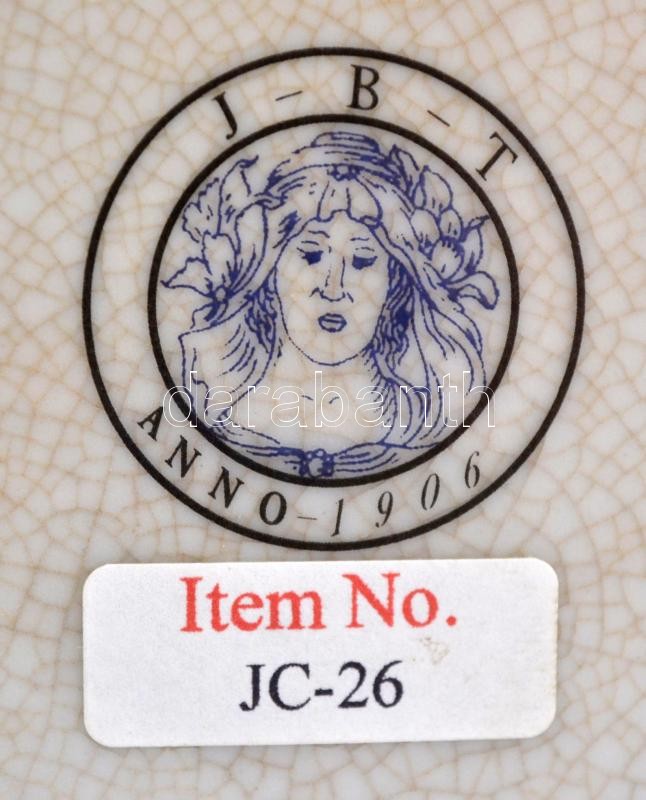 J - B - T
darabanth
ANNO - 1906
Item No.
JC-26